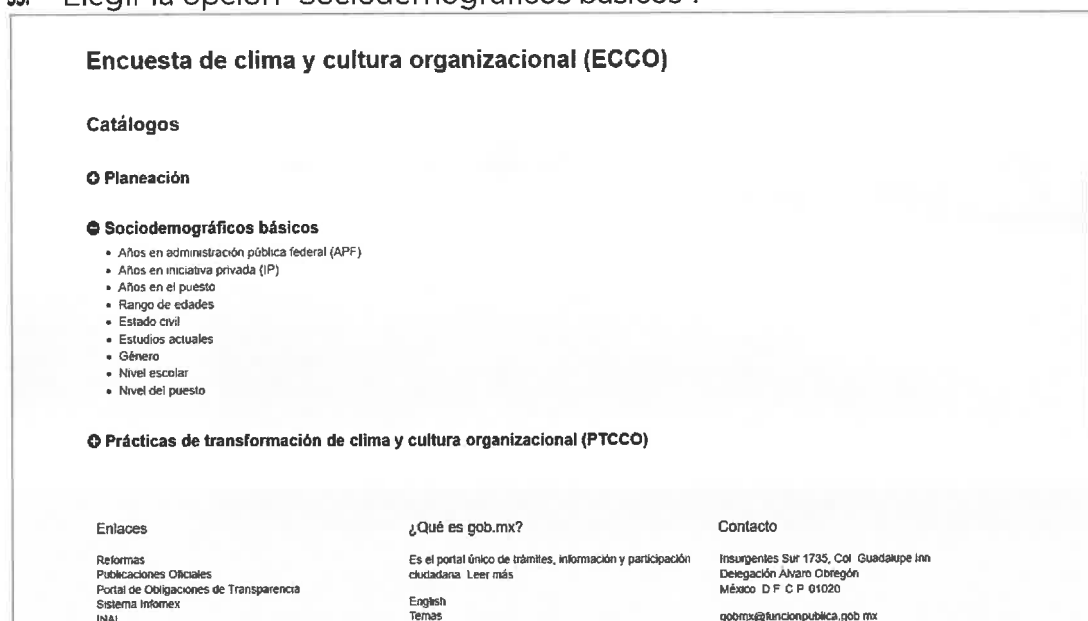 Elegir la opción "Sociodemográficos básicos".
Encuesta de clima y cultura organizacional (ECCO)
Catálogos
Planeación
Sociodemográficos básicos
• Años en administración pública federal (APF)
• Años en iniciativa privada (IP)
• Años en el puesto
• Rango de edades
• Estado civil
• Estudios actuales
• Género
• Nivel escolar
• Nivel del puesto
Prácticas de transformación de clima y cultura organizacional (PTCCO)
Enlaces
Reformas
Publicaciones Oficiales
Portal de Obligaciones de Transparencia
Sistema Infomex
INAI
¿Qué es gob.mx?
Es el portal único de trámites, información y participación
ciudadana Leer más
English
Temas
Contacto
Insurgentes Sur 1735, Col Guadalupe Inn
Delegación Álvaro Obregón
México D F C P 01020
gobmx@funcionpublica.gob mx